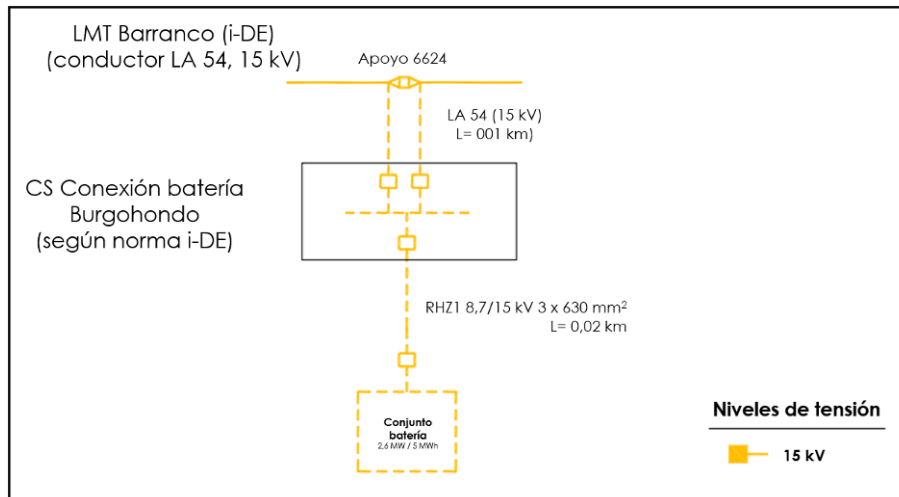 LMT Barranco (i-DE)
(conductor LA 54, 15 kV)
Apoyo 6624
LA 54 (15 kV)
L= 001 km)
CS Conexión batería
Burgohondo
(según norma i-DE)
RHZ1 8,7/15 kV 3 x 630 mm²
L= 0,02 km
Conjunto
batería
2,6 MW / 5 MWh
Niveles de tensión
15 kV